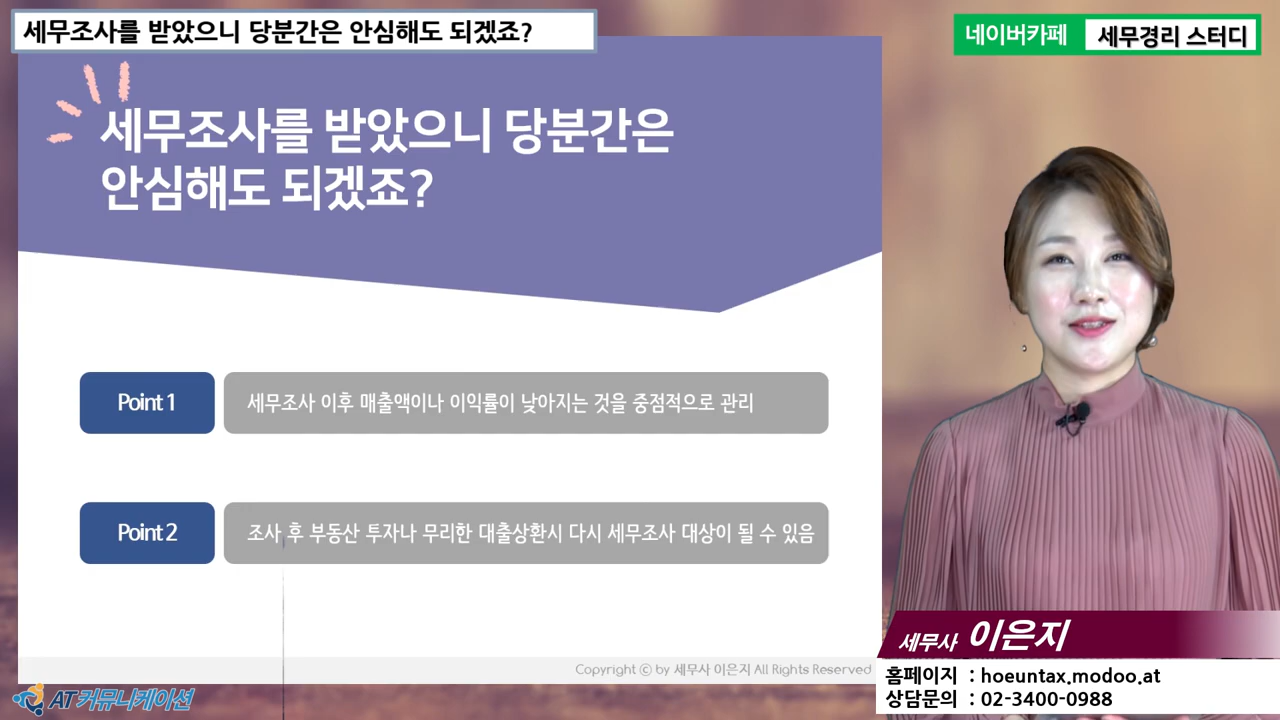 세무조사를 받았으니 당분간은 안심해도 되겠죠?
네이버카페 세무경리 스터디
세무조사를 받았으니 당분간은
안심해도 되겠죠?
Point 1 세무조사 이후 매출액이나 이익률이 낮아지는 것을 중점적으로 관리
Point 2 조사 후 부동산 투자나 무리한 대출상환시 다시 세무조사 대상이 될 수 있음
Copyright ⓒ by 세무사 이은지 All Rights Reserved
AT커뮤니케이션
세무사 이은지
홈페이지 : hoeuntax.modoo.at
상담문의 : 02-3400-0988